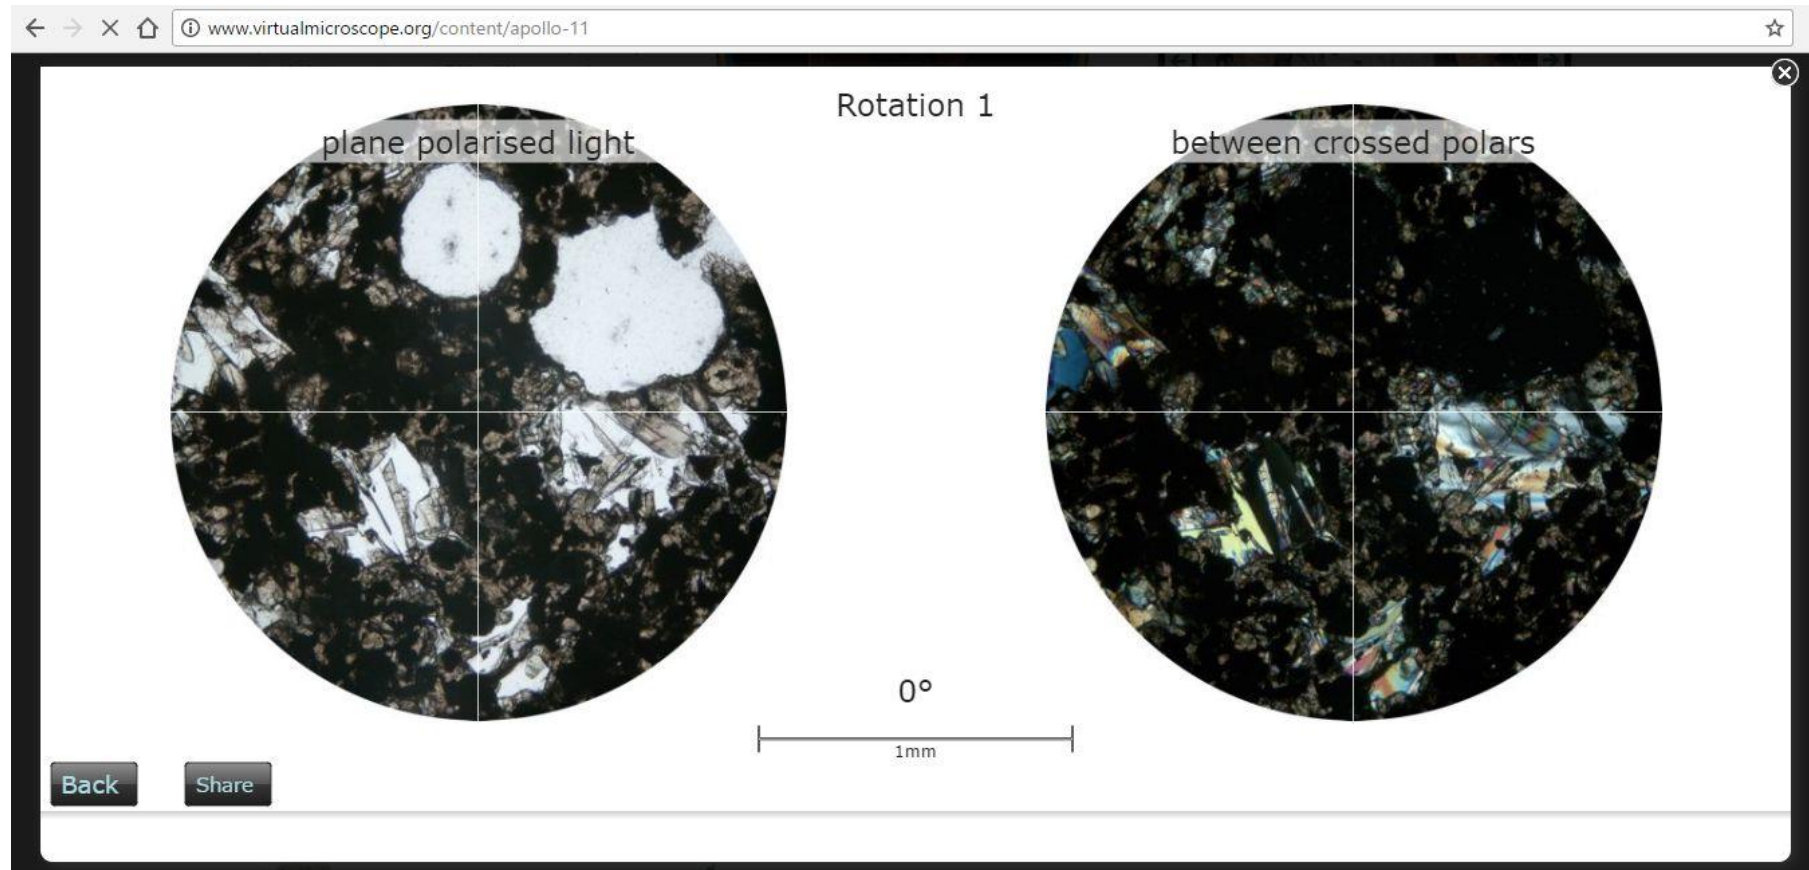 www.virtualmicroscope.org/content/apollo-11
Rotation 1
plane polarised light
between crossed polars
0°
1mm
Back
Share